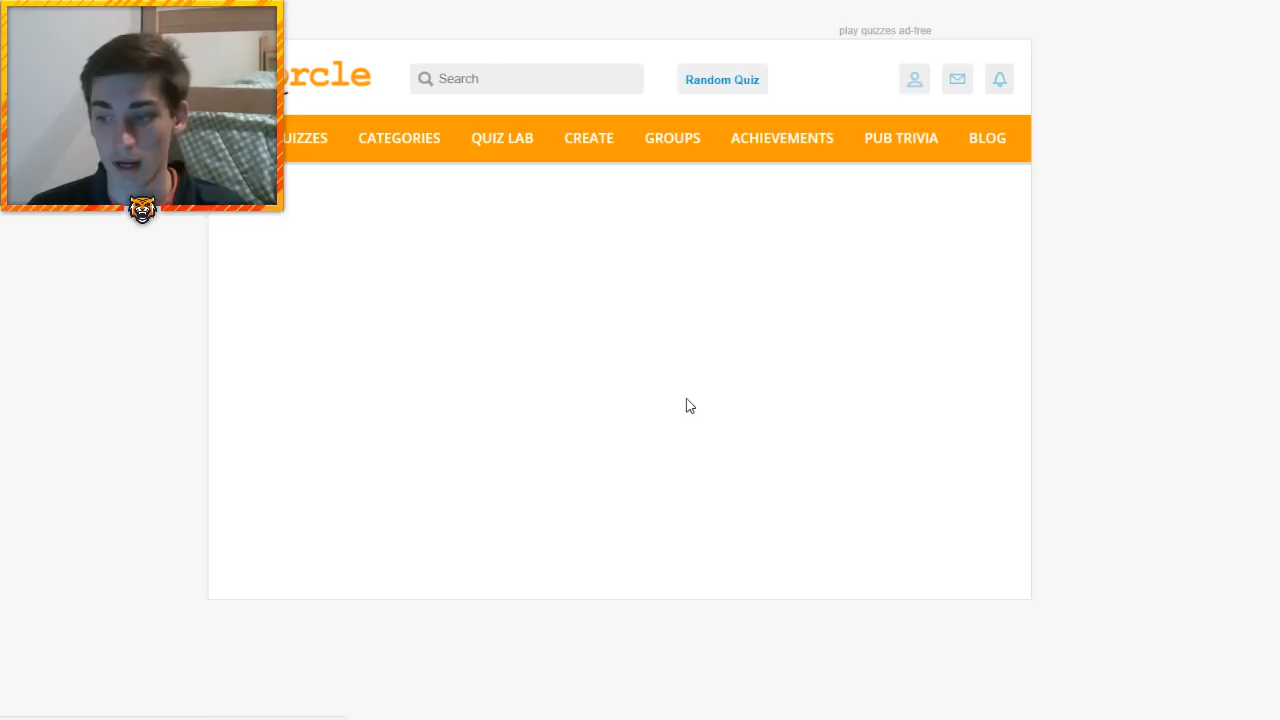 play quizzes ad-free
orcle
Search
Random Quiz
UIZZES CATEGORIES QUIZ LAB CREATE GROUPS ACHIEVEMENTS PUB TRIVIA BLOG